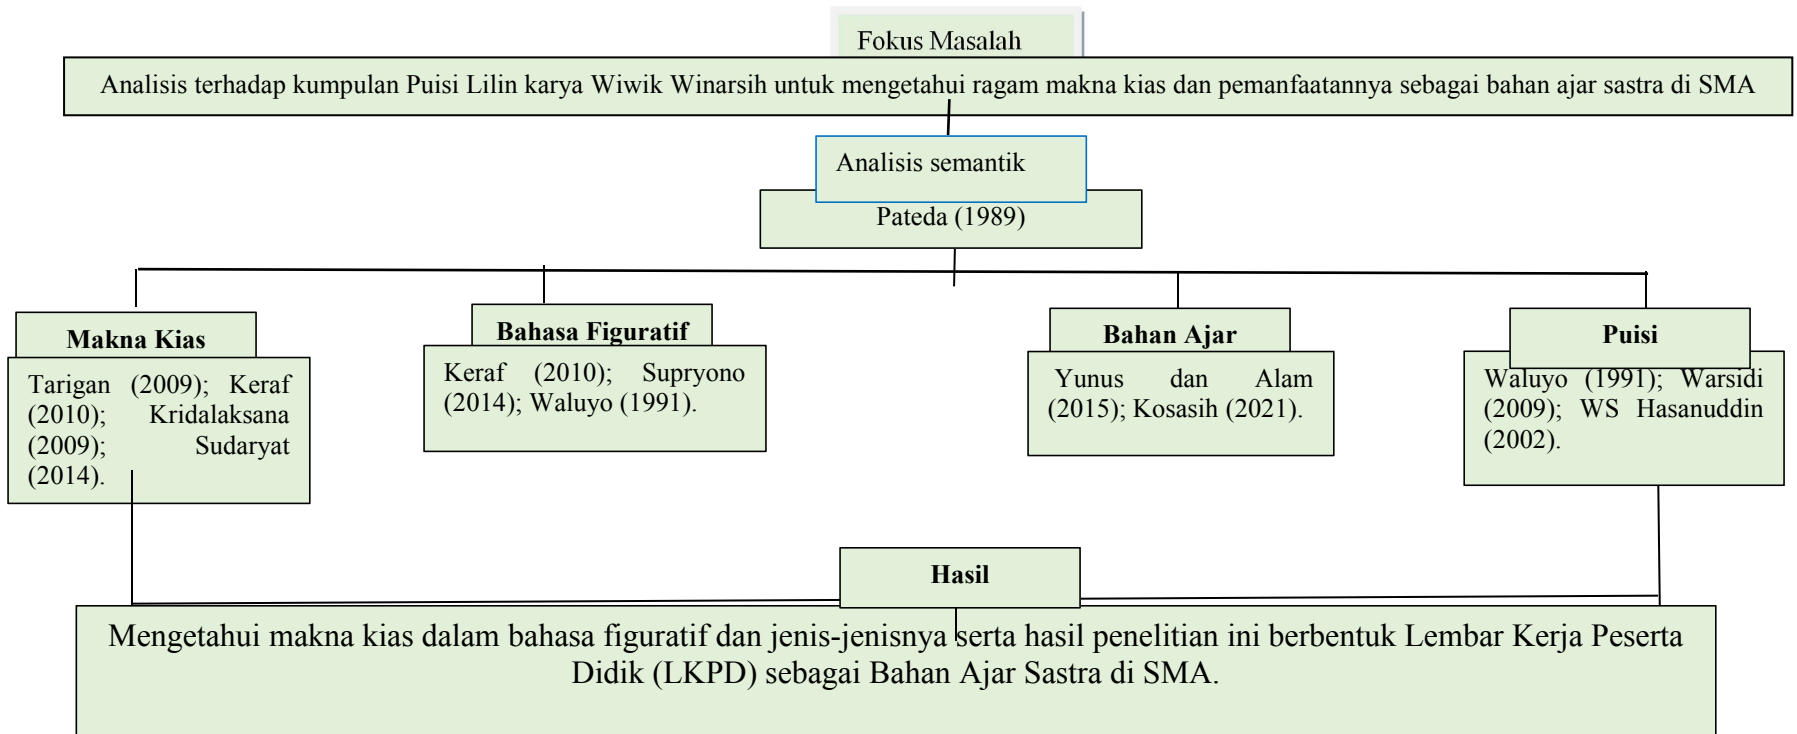 Fokus Masalah
Analisis terhadap kumpulan Puisi Lilin karya Wiwik Winarsih untuk mengetahui ragam makna kias dan pemanfaatannya sebagai bahan ajar sastra di SMA
Analisis semantik
Pateda (1989)
Makna Kias
Tarigan (2009); Keraf
(2010); Kridalaksana
(2009); Sudaryat
(2014).
Bahasa Figuratif
Keraf (2010); Supryono
(2014); Waluyo (1991).
Bahan Ajar
Yunus dan Alam
(2015); Kosasih (2021).
Puisi
Waluyo (1991); Warsidi
(2009); WS Hasanuddin
(2002).
Hasil
Mengetahui makna kias dalam bahasa figuratif dan jenis-jenisnya serta hasil penelitian ini berbentuk Lembar Kerja Peserta
Didik (LKPD) sebagai Bahan Ajar Sastra di SMA.